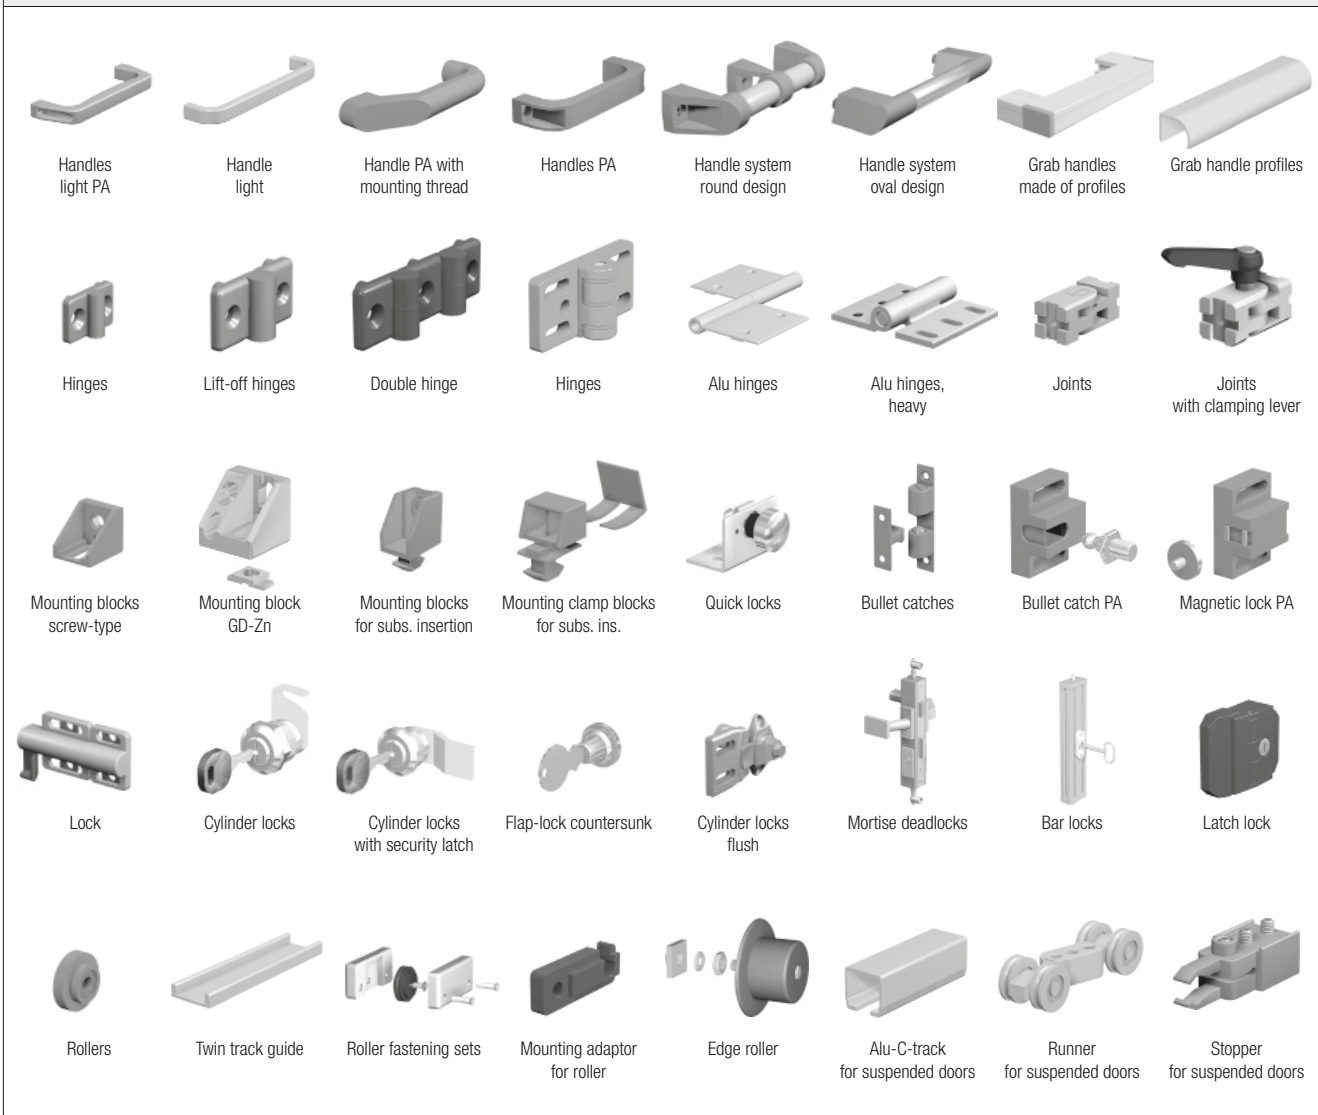 Handles
light PA
Handle
light
Handle PA with
mounting thread
Handles PA
Handle system
round design
Handle system
oval design
Grab handles
made of profiles
Grab handle profiles
Hinges
Lift-off hinges
Double hinge
Hinges
Alu hinges
Alu hinges,
heavy
Joints
Joints
with clamping lever
Mounting blocks
screw-type
Mounting block
GD-Zn
Mounting blocks
for subs. insertion
Mounting clamp blocks
for subs. ins.
Quick locks
Bullet catches
Bullet catch PA
Magnetic lock PA
Lock
Cylinder locks
Cylinder locks
with security latch
Flap-lock countersunk
Cylinder locks
flush
Mortise deadlocks
Bar locks
Latch lock
Rollers
Twin track guide
Roller fastening sets
Mounting adaptor
for roller
Edge roller
Alu-C-track
for suspended doors
Runner
for suspended doors
Stopper
for suspended doors